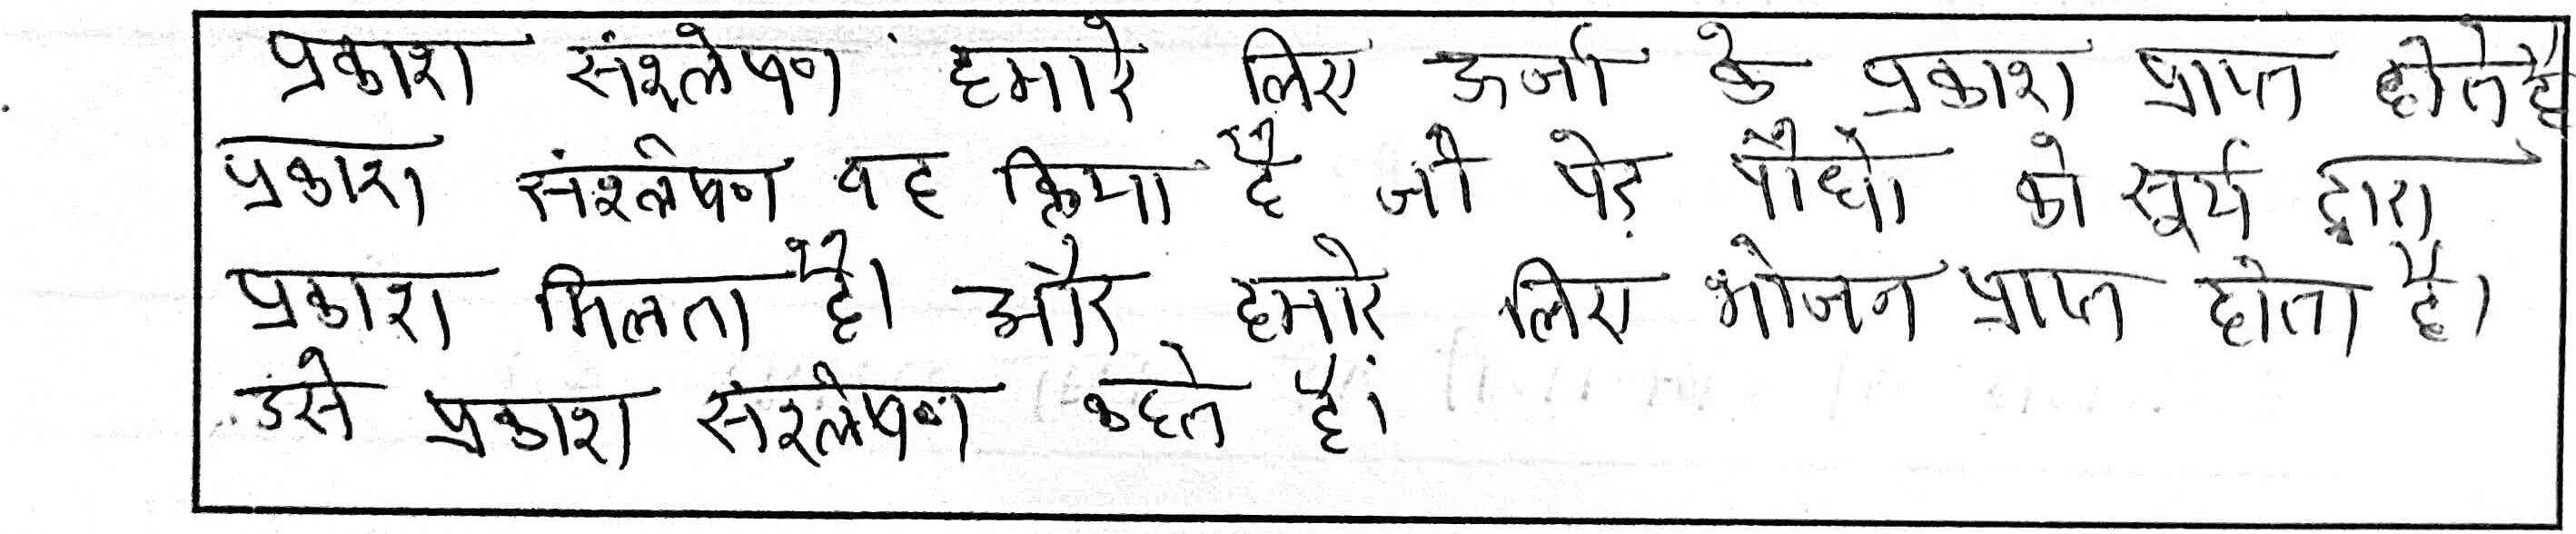 प्रकाश संश्लेषण हमारे लिए ऊर्जा के प्रकाश प्राप्त होते है
प्रकाश संश्लेषण वह क्रिया है जो पेड़ पौधो को सूर्य द्वारा
प्रकाश मिलता है। और हमारे लिए भोजन प्राप्त होता है।
उसे प्रकाश संश्लेषण कहते हैं।